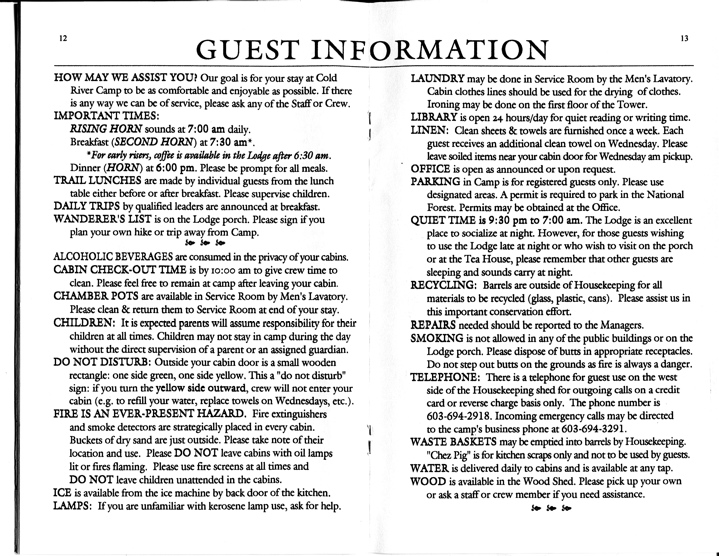 12
13
GUEST INFORMATION
HOW MAY WE ASSIST YOU? Our goal is for your stay at Cold
River Camp to be as comfortable and enjoyable as possible. If there
is any way we can be of service, please ask any of the Staff or Crew.
IMPORTANT TIMES:
RISING HORN sounds at 7:00 am daily.
Breakfast (SECOND HORN) at 7:30 am*.
*For early risers, coffee is available in the Lodge after 6:30 am.
Dinner (HORN) at 6:00 pm. Please be prompt for all meals.
TRAIL LUNCHES are made by individual guests from the lunch
table either before or after breakfast. Please supervise children.
DAILY TRIPS by qualified leaders are announced at breakfast.
WANDERER'S LIST is on the Lodge porch. Please sign if you
plan your own hike or trip away from Camp.
ALCOHOLIC BEVERAGES are consumed in the privacy of your cabins.
CABIN CHECK-OUT TIME is by 10:00 am to give crew time to
clean. Please feel free to remain at camp after leaving your cabin.
CHAMBER POTS are available in Service Room by Men's Lavatory.
Please clean & return them to Service Room at end of your stay.
CHILDREN: It is expected parents will assume responsibility for their
children at all times. Children may not stay in camp during the day
without the direct supervision of a parent or an assigned guardian.
DO NOT DISTURB: Outside your cabin door is a small wooden
rectangle: one side green, one side yellow. This a "do not disturb"
sign: if you turn the yellow side outward, crew will not enter your
cabin (e.g. to refill your water, replace towels on Wednesdays, etc.).
FIRE IS AN EVER-PRESENT HAZARD. Fire extinguishers
and smoke detectors are strategically placed in every cabin.
Buckets of dry sand are just outside. Please take note of their
location and use. Please DO NOT leave cabins with oil lamps
lit or fires flaming. Please use fire screens at all times and
DO NOT leave children unattended in the cabins.
ICE is available from the ice machine by back door of the kitchen.
LAMPS: If you are unfamiliar with kerosene lamp use, ask for help.
LAUNDRY may be done in Service Room by the Men's Lavatory.
Cabin clothes lines should be used for the drying of clothes.
Ironing may be done on the first floor of the Tower.
LIBRARY is open 24 hours/day for quiet reading or writing time.
LINEN: Clean sheets & towels are furnished once a week. Each
guest receives an additional clean towel on Wednesday. Please
leave soiled items near your cabin door for Wednesday am pickup.
OFFICE is open as announced or upon request.
PARKING in Camp is for registered guests only. Please use
designated areas. A permit is required to park in the National
Forest. Permits may be obtained at the Office.
QUIET TIME is 9:30 pm to 7:00 am. The Lodge is an excellent
place to socialize at night. However, for those guests wishing
to use the Lodge late at night or who wish to visit on the porch
or at the Tea House, please remember that other guests are
sleeping and sounds carry at night.
RECYCLING: Barrels are outside of Housekeeping for all
materials to be recycled (glass, plastic, cans). Please assist us in
this important conservation effort.
REPAIRS needed should be reported to the Managers.
SMOKING is not allowed in any of the public buildings or on the
Lodge porch. Please dispose of butts in appropriate receptacles.
Do not step out butts on the grounds as fire is always a danger.
TELEPHONE: There is a telephone for guest use on the west
side of the Housekeeping shed for outgoing calls on a credit
card or reverse charge basis only. The phone number is
603-694-2918. Incoming emergency calls may be directed
to the camp's business phone at 603-694-3291.
WASTE BASKETS may be emptied into barrels by Housekeeping.
"Chez Pig" is for kitchen scraps only and not to be used by guests.
WATER is delivered daily to cabins and is available at any tap.
WOOD is available in the Wood Shed. Please pick up your own
or ask a staff or crew member if you need assistance.